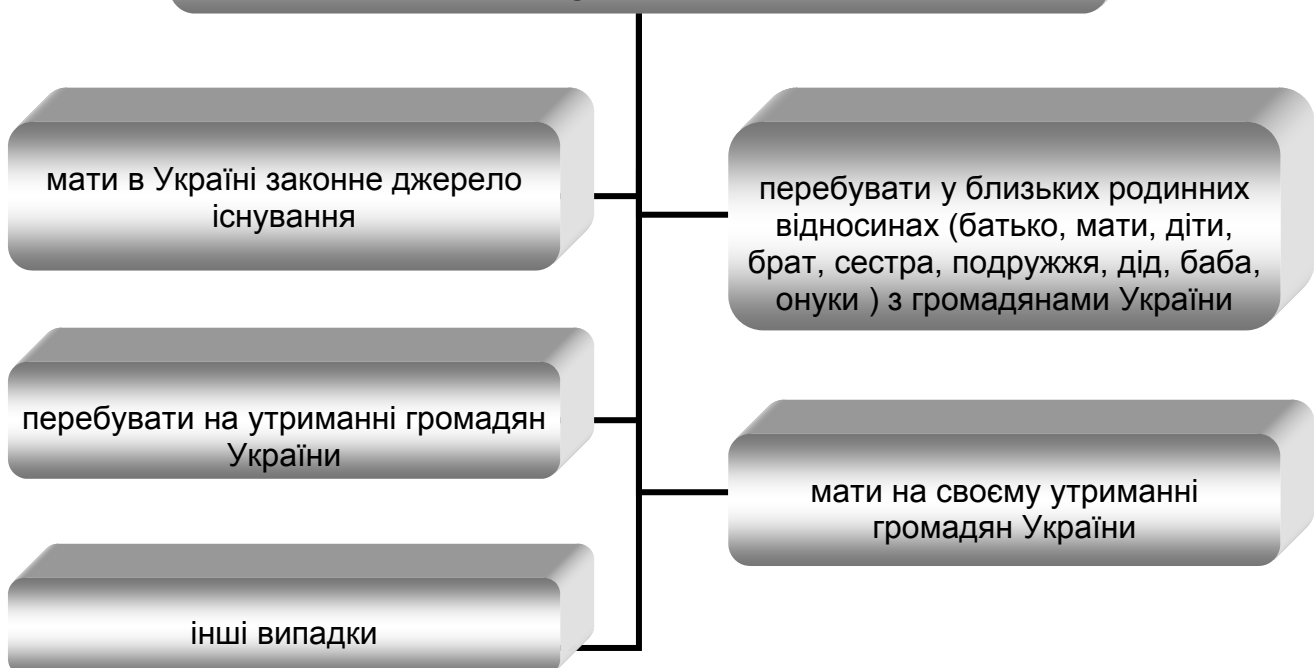 мати в Україні законне джерело
існування
перебувати у близьких родинних
відносинах (батько, мати, діти,
брат, сестра, подружжя, дід, баба,
онуки ) з громадянами України
перебувати на утриманні громадян
України
мати на своєму утриманні
громадян України
інші випадки